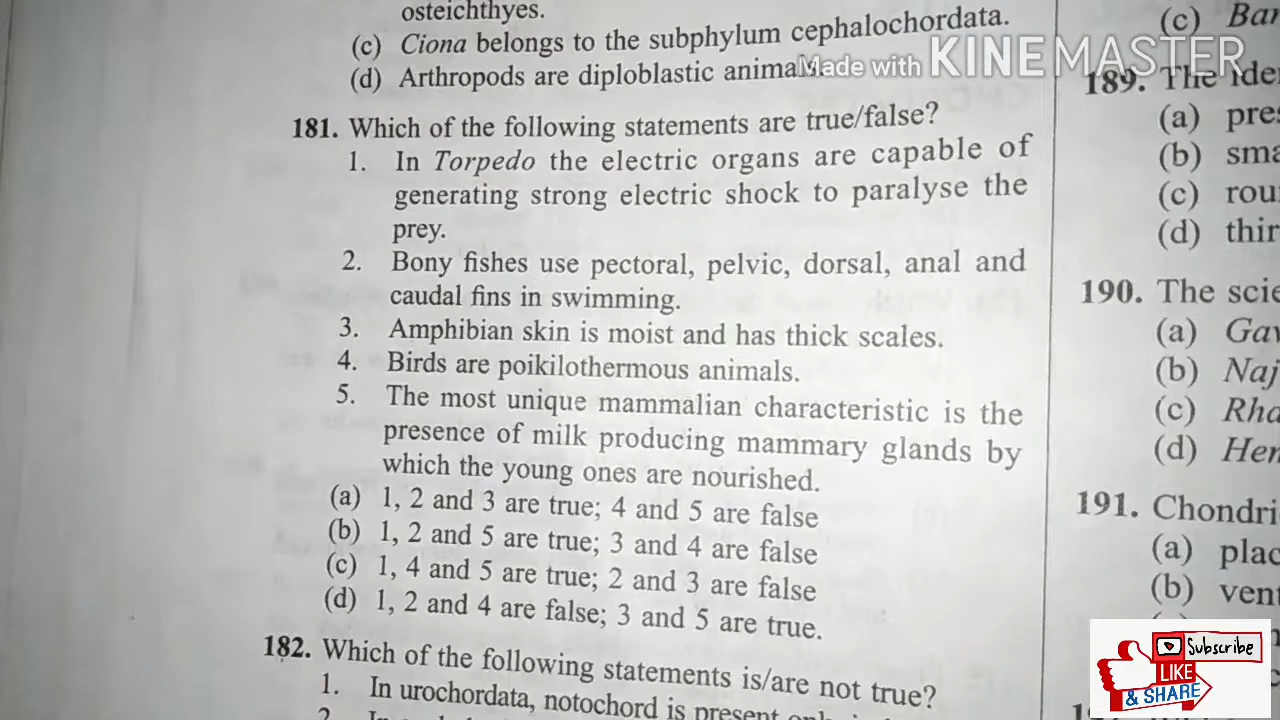 osteichthyes.
(c) Ciona belongs to the subphylum cephalochordata.
(d) Arthropods are diploblastic animals.
Made with KINEMASTER
181. Which of the following statements are true/false?
1. In Torpedo the electric organs are capable of
generating strong electric shock to paralyse the
prey.
2. Bony fishes use pectoral, pelvic, dorsal, anal and
caudal fins in swimming.
3. Amphibian skin is moist and has thick scales.
4. Birds are poikilothermous animals.
5. The most unique mammalian characteristic is the
presence of milk producing mammary glands by
which the young ones are nourished.
(a) 1, 2 and 3 are true; 4 and 5 are false
(b) 1, 2 and 5 are true; 3 and 4 are false
(c) 1, 4 and 5 are true; 2 and 3 are false
(d) 1, 2 and 4 are false; 3 and 5 are true.
182. Which of the following statements is/are not true?
1. In urochordata, notochord is present
2.
(c) Bar
189. The ide
(a) pres
(b) sma
(c) rou
(d) thir
190. The scie
(a) Gav
(b) Naj
(c) Rha
(d) Hem
191. Chondri
(a) plac
(b) vent
Subscribe
LIKE
& SHARE